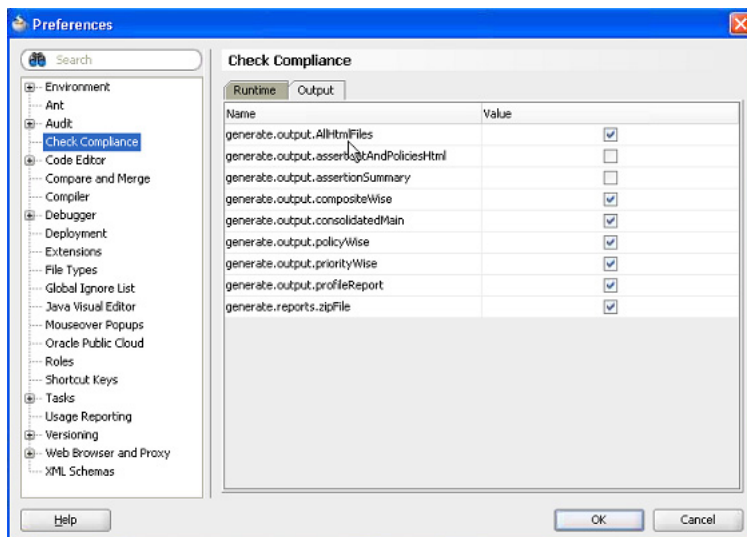 Preferences
Search
Environment
Ant
Audit
Check Compliance
Code Editor
Compare and Merge
Compiler
Debugger
Deployment
Extensions
File Types
Global Ignore List
Java Visual Editor
Mouseover Popups
Oracle Public Cloud
Roles
Shortcut Keys
Tasks
Usage Reporting
Versioning
Web Browser and Proxy
XML Schemas
Check Compliance
Runtime Output
Name Value
generate.output.AllHtmlFiles
generate.output.assertiontAndPoliciesHtml
generate.output.assertionSummary
generate.output.compositeWise
generate.output.consolidatedMain
generate.output.policyWise
generate.output.priorityWise
generate.output.profileReport
generate.reports.zipFile
Help OK Cancel